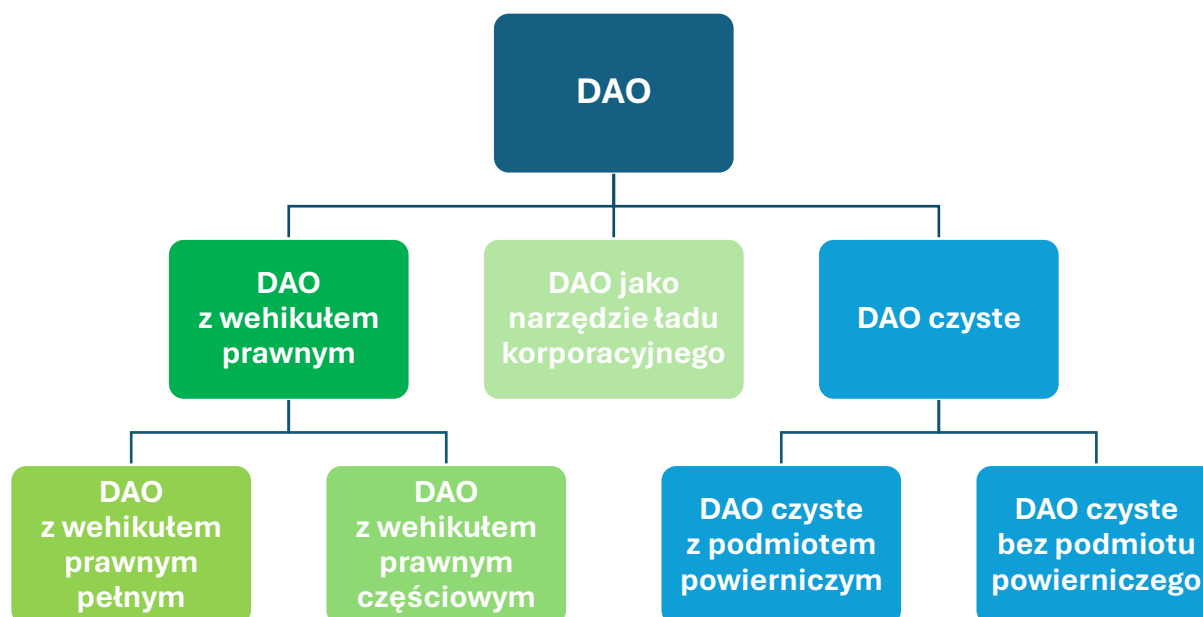 DAO
DAO
z wehikułem
prawnym
DAO jako
narzędzie ładu
korporacyjnego
DAO czyste
DAO
z wehikułem
prawnym
pełnym
DAO
z wehikułem
prawnym
częściowym
DAO czyste
z podmiotem
powierniczym
DAO czyste
bez podmiotu
powierniczego